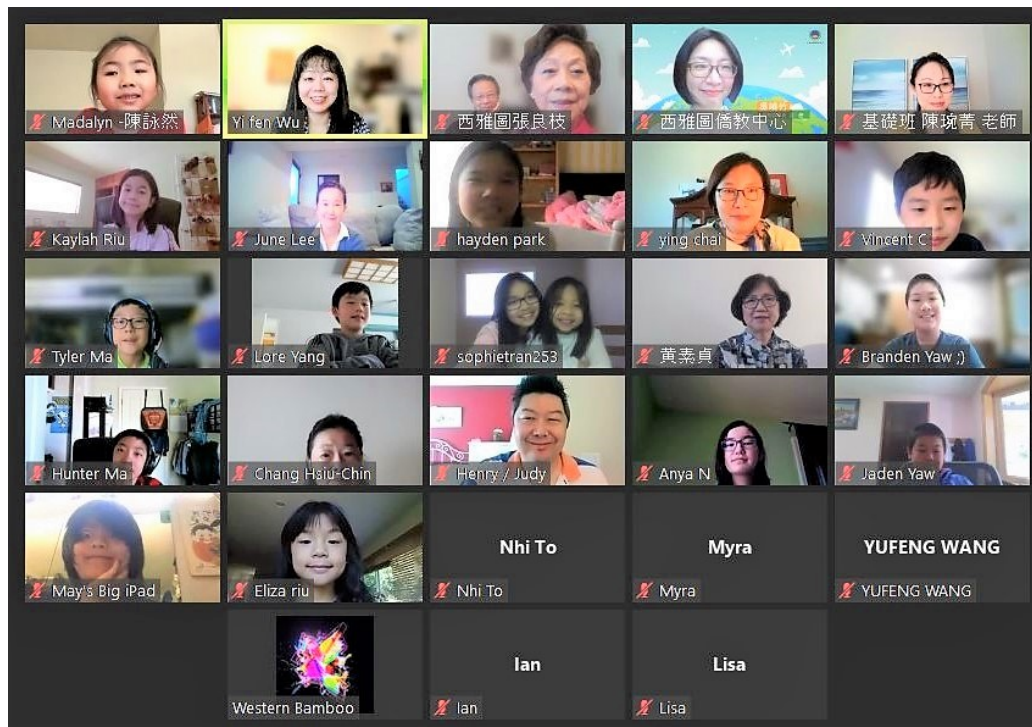 Madalyn -陳詠然
Yi fen Wu
西雅圖張良枝
西雅圖僑教中心
基礎班 陳琬菁 老師
Kaylah Riu
June Lee
hayden park
ying chai
Vincent C
Tyler Ma
Lore Yang
sophietran253
黃素貞
Branden Yaw ;)
Hunter Ma
Chang Hsiu-Chin
Henry / Judy
Anya N
Jaden Yaw
May's Big iPad
Eliza riu
Nhi To
Nhi To
Myra
Myra
YUFENG WANG
YUFENG WANG
Western Bamboo
Ian
Ian
Lisa
Lisa